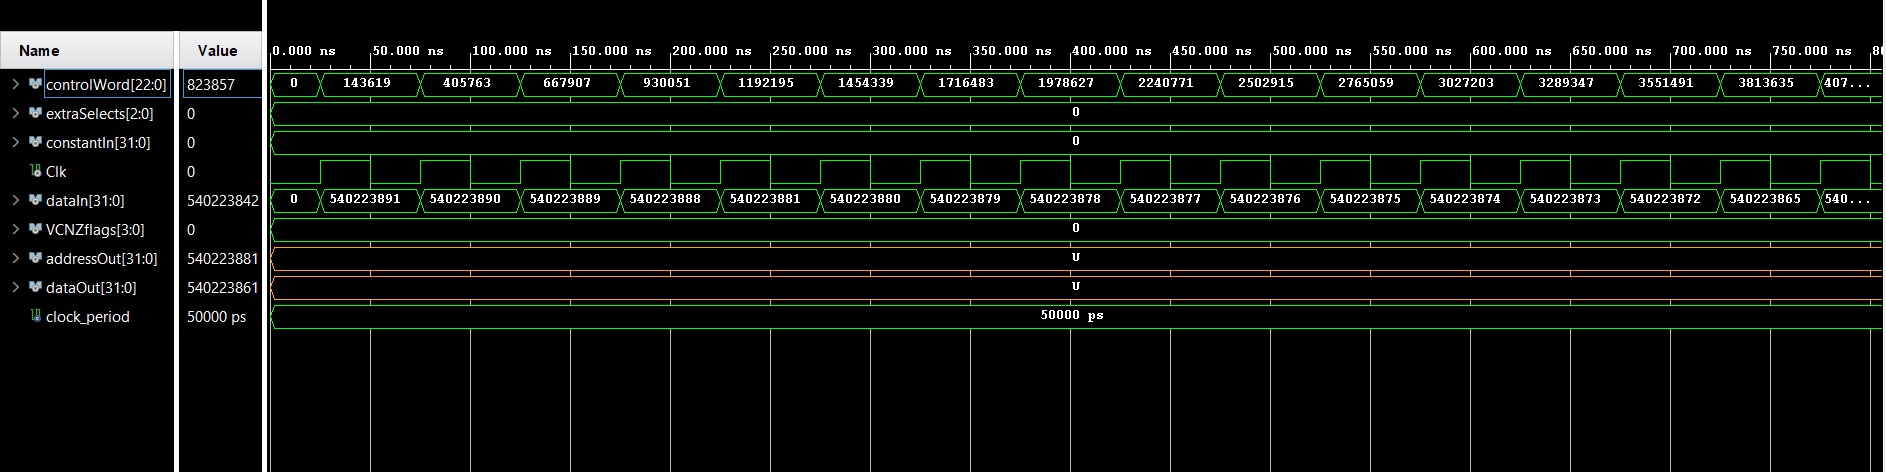 Name Value 0.000 ns 50.000 ns 100.000 ns 150.000 ns 200.000 ns 250.000 ns 300.000 ns 350.000 ns 400.000 ns 450.000 ns 500.000 ns 550.000 ns 600.000 ns 650.000 ns 700.000 ns 750.000 ns
controlWord[22:0] 823857 0 143619 405763 667907 930051 1192195 1454339 1716483 1978627 2240771 2502915 2765059 3027203 3289347 3551491 3813635 407...
extraSelects[2:0] 0 0
constantIn[31:0] 0 0
Clk 0
dataIn[31:0] 540223842 0 540223891 540223890 540223889 540223888 540223881 540223880 540223879 540223878 540223877 540223876 540223875 540223874 540223873 540223872 540223865 540...
VCNZflags[3:0] 0 0
addressOut[31:0] 540223881 U
dataOut[31:0] 540223861 U
clock_period 50000 ps 50000 ps